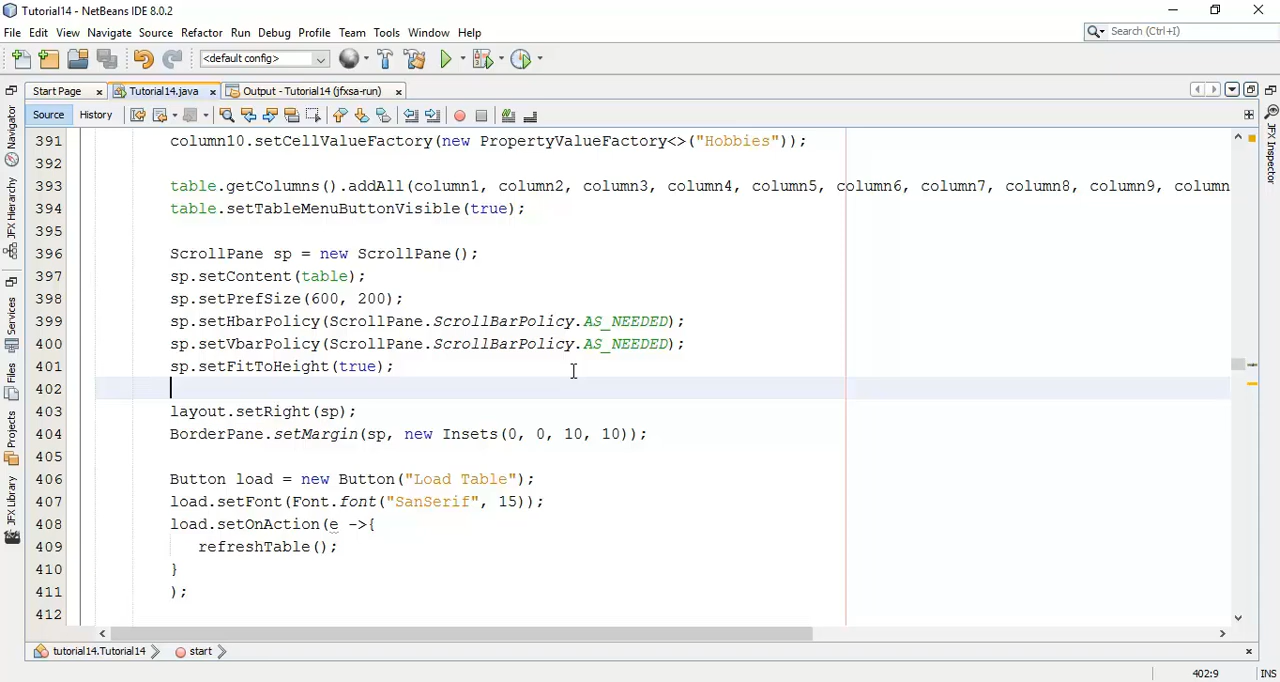 Tutorial14 - NetBeans IDE 8.0.2
File Edit View Navigate Source Refactor Run Debug Profile Team Tools Window Help
Search (Ctrl+I)
<default config>
Start Page Tutorial14.java Output - Tutorial14 (jfxsa-run)
Source History
Navigator
JFX Hierarchy
Services
Files
Projects
JFX Library
JFX Inspector
391 column10.setCellValueFactory(new PropertyValueFactory<>("Hobbies"));
392
393 table.getColumns().addAll(column1, column2, column3, column4, column5, column6, column7, column8, column9, column
394 table.setTableMenuButtonVisible(true);
395
396 ScrollPane sp = new ScrollPane();
397 sp.setContent(table);
398 sp.setPrefSize(600, 200);
399 sp.setHbarPolicy(ScrollPane.ScrollBarPolicy.AS_NEEDED);
400 sp.setVbarPolicy(ScrollPane.ScrollBarPolicy.AS_NEEDED);
401 sp.setFitToHeight(true);
402
403 layout.setRight(sp);
404 BorderPane.setMargin(sp, new Insets(0, 0, 10, 10));
405
406 Button load = new Button("Load Table");
407 load.setFont(Font.font("SanSerif", 15));
408 load.setOnAction(e ->{
409 refreshTable();
410 }
411 );
412
tutorial14.Tutorial14 start
402:9 INS